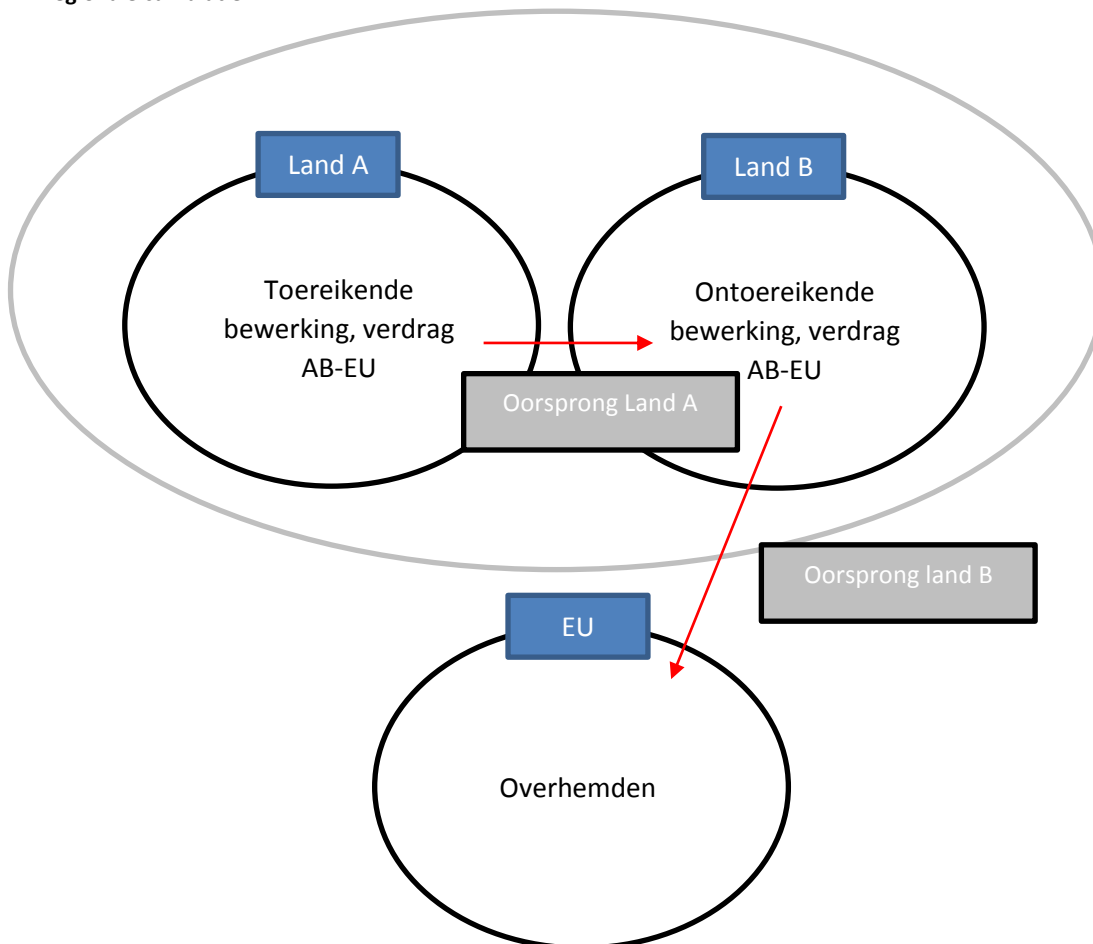 Land A
Land B
Toereikende
bewerking, verdrag
AB-EU
Ontoereikende
bewerking, verdrag
AB-EU
Oorsprong Land A
Oorsprong land B
EU
Overhemden